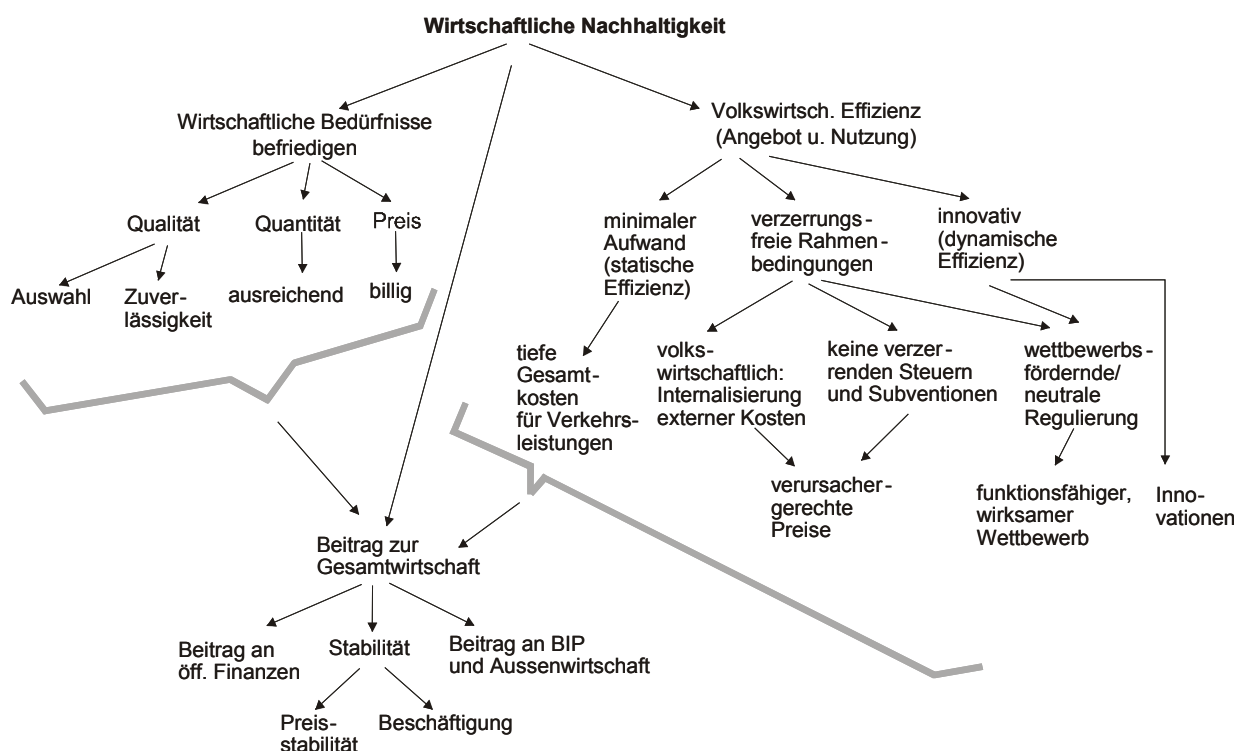 Wirtschaftliche Nachhaltigkeit
Wirtschaftliche Bedürfnisse
befriedigen
Volkswirtsch. Effizienz
(Angebot u. Nutzung)
Qualität
Quantität
Preis
minimaler
Aufwand
(statische
Effizienz)
verzerrungs-
freie Rahmen-
bedingungen
innovativ
(dynamische
Effizienz)
Auswahl
Zuver-
lässigkeit
ausreichend
billig
tiefe
Gesamt-
kosten
für Verkehrs-
leistungen
volks-
wirtschaftlich:
Internalisierung
externer Kosten
keine verzer-
renden Steuern
und Subventionen
wettbewerbs-
fördernde/
neutrale
Regulierung
verursacher-
gerechte
Preise
funktionsfähiger,
wirksamer
Wettbewerb
Inno-
vationen
Beitrag zur
Gesamtwirtschaft
Beitrag an
öff. Finanzen
Stabilität
Beitrag an BIP
und Aussenwirtschaft
Preis-
stabilität
Beschäftigung